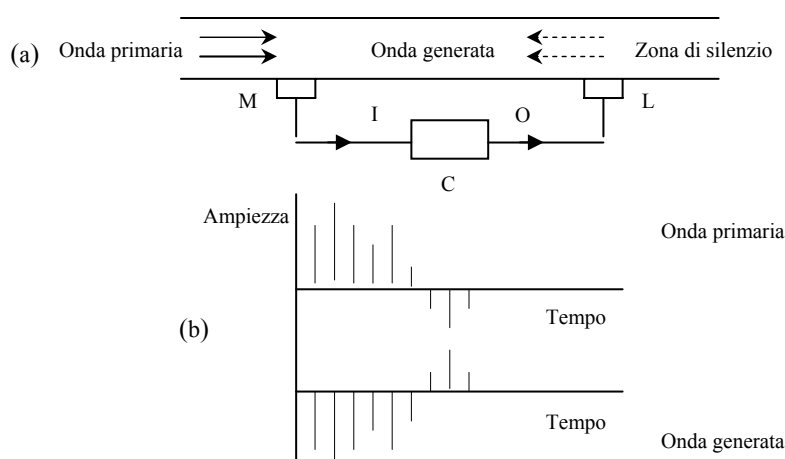 (a) Onda primaria Onda generata Zona di silenzio
M I O L
C
Ampiezza Onda primaria
Tempo
(b)
Tempo
Onda generata